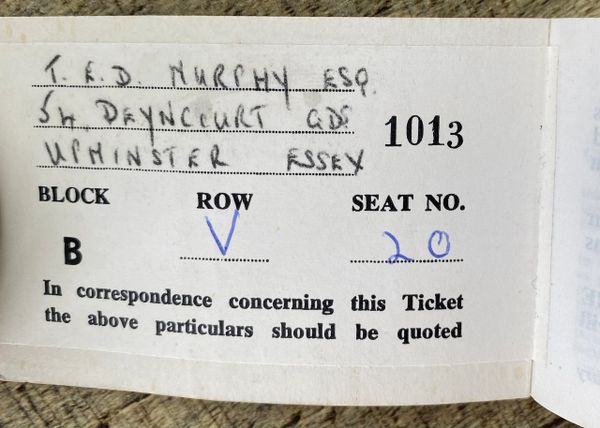 T. E. D. MURPHY ESQ.
54, DEYNCOURT GDS
UPMINSTER ESSEX
1013
BLOCK ROW SEAT NO.
B V 20
In correspondence concerning this Ticket
the above particulars should be quoted